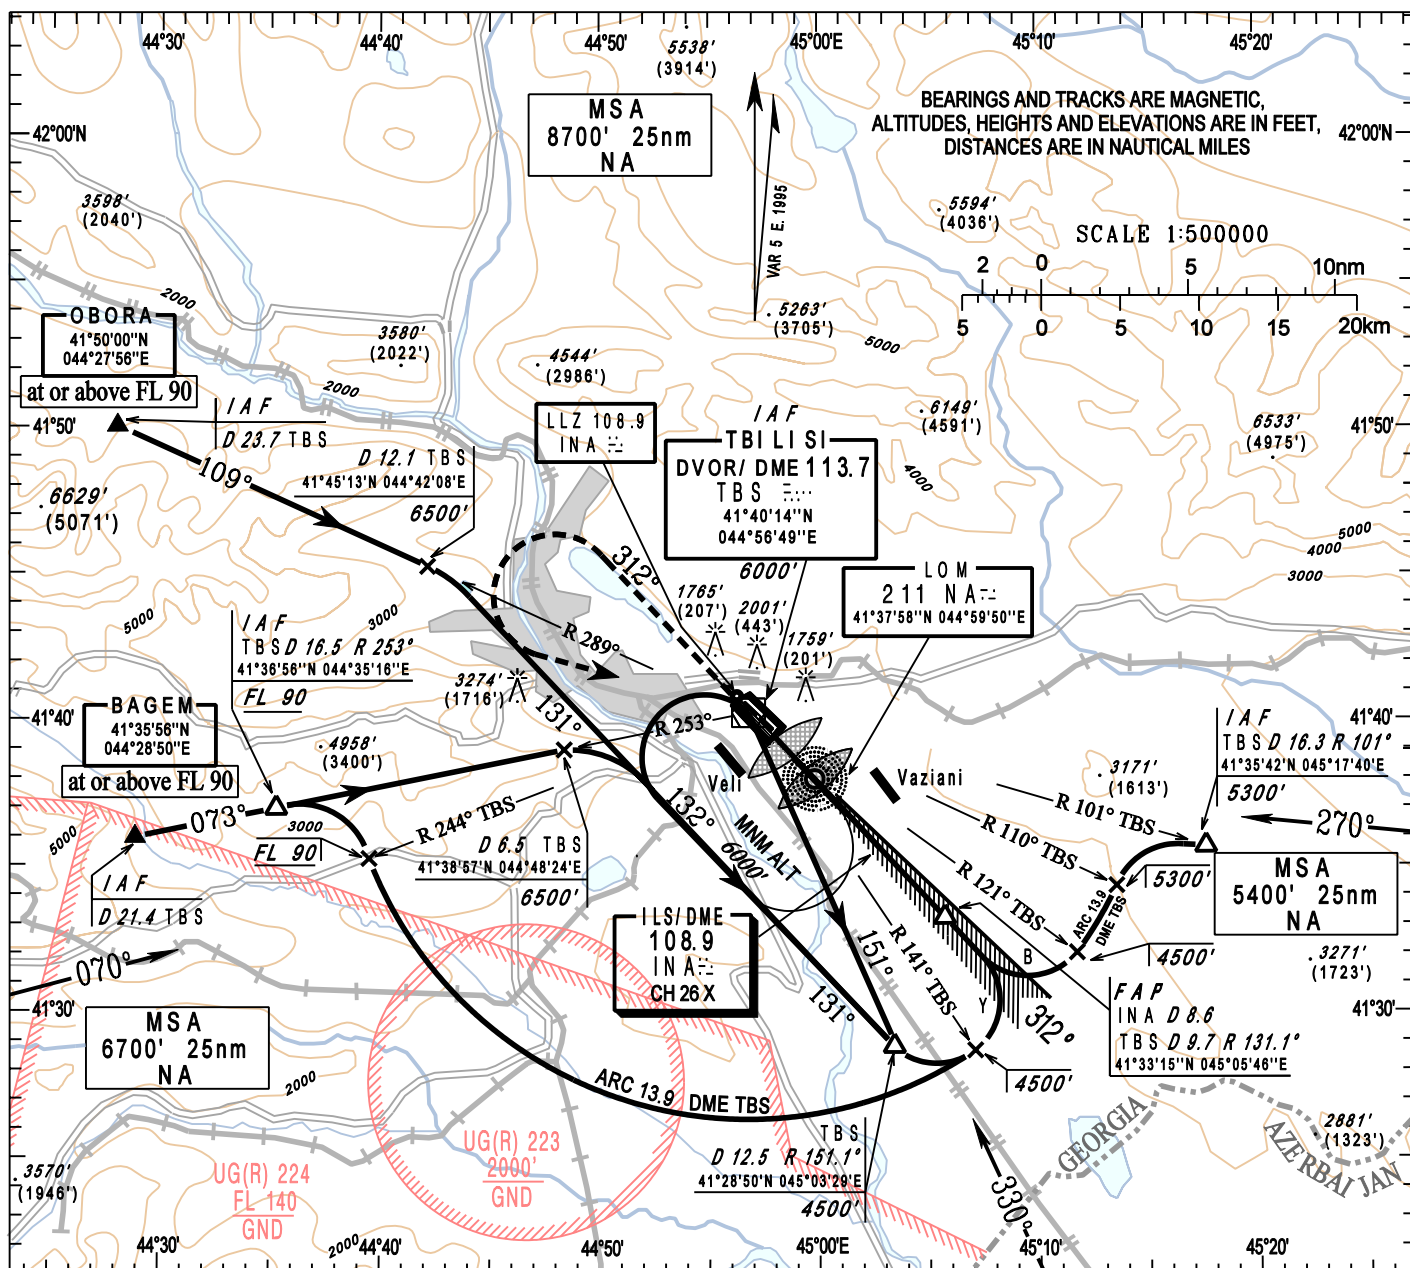 44°30'
44°40'
44°50'
45°00'E
45°10'
45°20'
5538'
(3914')
MSA
8700' 25nm
NA
BEARINGS AND TRACKS ARE MAGNETIC,
ALTITUDES, HEIGHTS AND ELEVATIONS ARE IN FEET,
DISTANCES ARE IN NAUTICAL MILES
42°00'N
42°00'N
3598'
(2040')
VAR 5 E. 1995
5594'
(4036')
SCALE 1:500000
2 0 5 10nm
5 0 5 10 15 20km
2000
OBORA
41°50'00"N
044°27'56"E
at or above FL 90
3580'
(2022')
2000
4544'
(2986')
5263'
(3705')
5000
41°50'
41°50'
IAF
D 23.7 TBS
109°
D 12.1 TBS
41°45'13"N 044°42'08"E
6500'
LLZ 108.9
INA
IAF
TBILISI
DVOR/DME 113.7
TBS
41°40'14"N
044°56'49"E
6000'
6149'
(4591')
6533'
(4975')
4000
6629'
(5071')
5000
4000
3000
312°
LOM
211 NA
41°37'58"N 044°59'50"E
1765'
(207')
2001'
(443')
1759'
(201')
5000
3000
R 289°
IAF
TBS D 16.5 R 253°
41°36'56"N 044°35'16"E
FL 90
3274'
(1716')
131°
BAGEM
41°35'56"N
044°28'50"E
at or above FL 90
41°40'
41°40'
4958'
(3400')
R 253°
Veli
Vaziani
3171'
(1613')
IAF
TBS D 16.3 R 101°
41°35'42"N 045°17'40"E
5300'
073°
5000
3000
FL 90
R 244° TBS
D 6.5 TBS
41°38'57"N 044°48'24"E
6500'
132°
6000'
MNM ALT
R 101° TBS
R 110° TBS
R 121° TBS
R 141° TBS
270°
MSA
5400' 25nm
NA
5300'
ARC 13.9
DME TBS
4500'
IAF
D 21.4 TBS
070°
ILS/DME
108.9
INA
CH 26X
151°
131°
B
Y
312°
3271'
(1723')
FAP
INA D 8.6
TBS D 9.7 R 131.1°
41°33'15"N 045°05'46"E
41°30'
41°30'
MSA
6700' 25nm
NA
2000
ARC 13.9 DME TBS
4500'
TBS
D 12.5 R 151.1°
41°28'50"N 045°03'29"E
4500'
UG(R) 223
2000'
GND
UG(R) 224
FL 140
GND
3570'
(1946')
2000
330°
GEORGIA
AZERBAIJAN
2881'
(1323')
44°30'
44°40'
44°50'
45°00'E
45°10'
45°20'